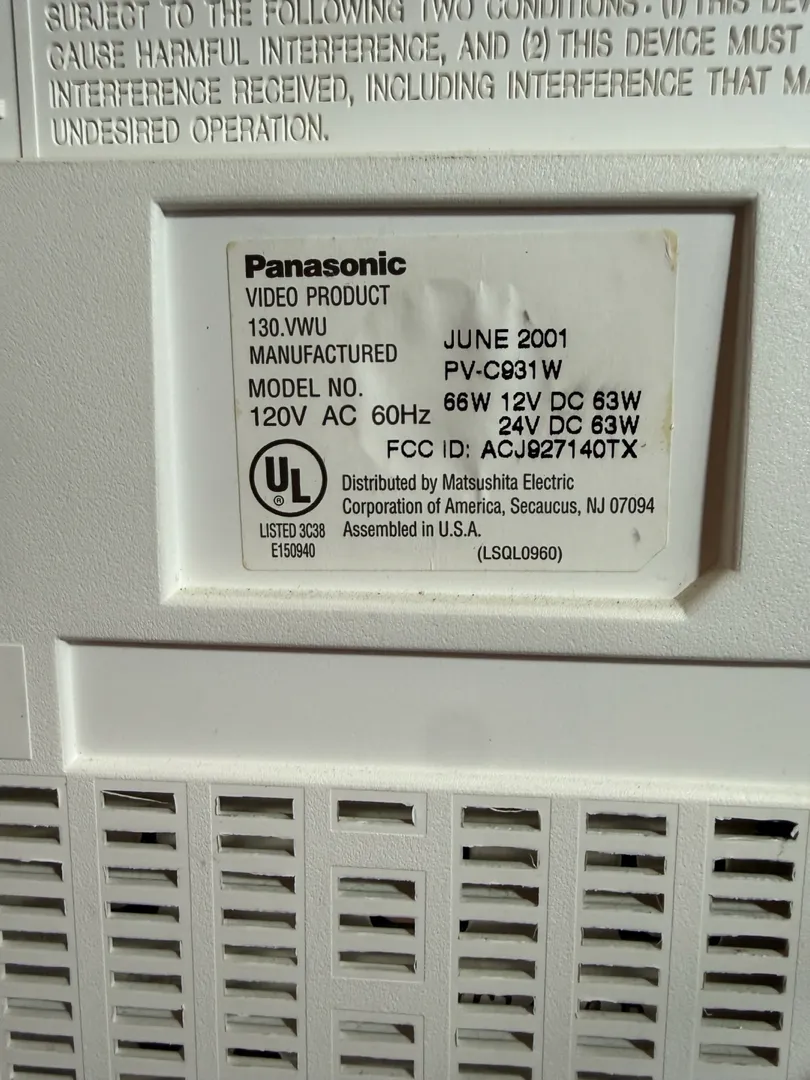 SUBJECT TO THE FOLLOWING TWO CONDITIONS: (1) THIS
CAUSE HARMFUL INTERFERENCE, AND (2) THIS DEVICE MUST
INTERFERENCE RECEIVED, INCLUDING INTERFERENCE THAT
UNDESIRED OPERATION.
Panasonic
VIDEO PRODUCT
130.VWU
MANUFACTURED JUNE 2001
MODEL NO. PV-C931W
120V AC 60Hz 66W 12V DC 63W
24V DC 63W
FCC ID: ACJ927140TX
UL ®
LISTED 3C38
E150940
Distributed by Matsushita Electric
Corporation of America, Secaucus, NJ 07094
Assembled in U.S.A.
(LSQL0960)